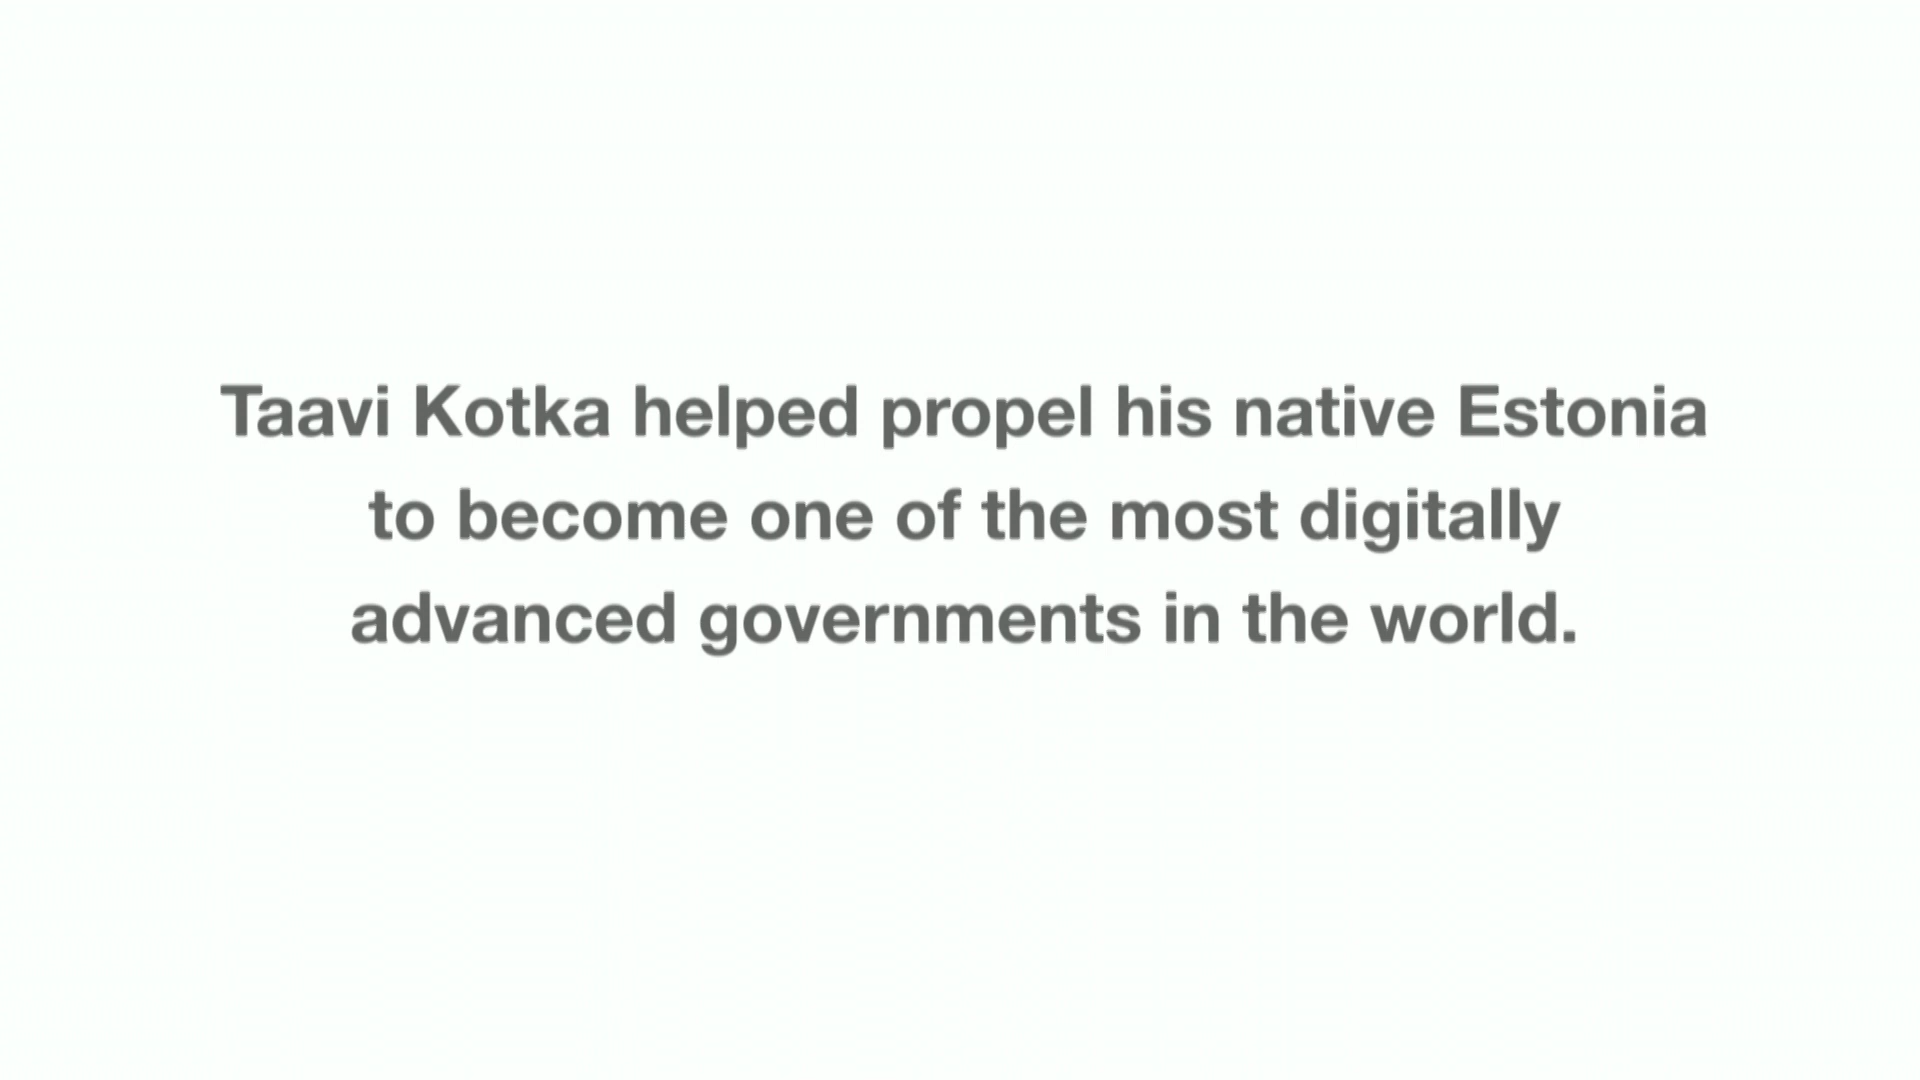 Taavi Kotka helped propel his native Estonia
to become one of the most digitally
advanced governments in the world.